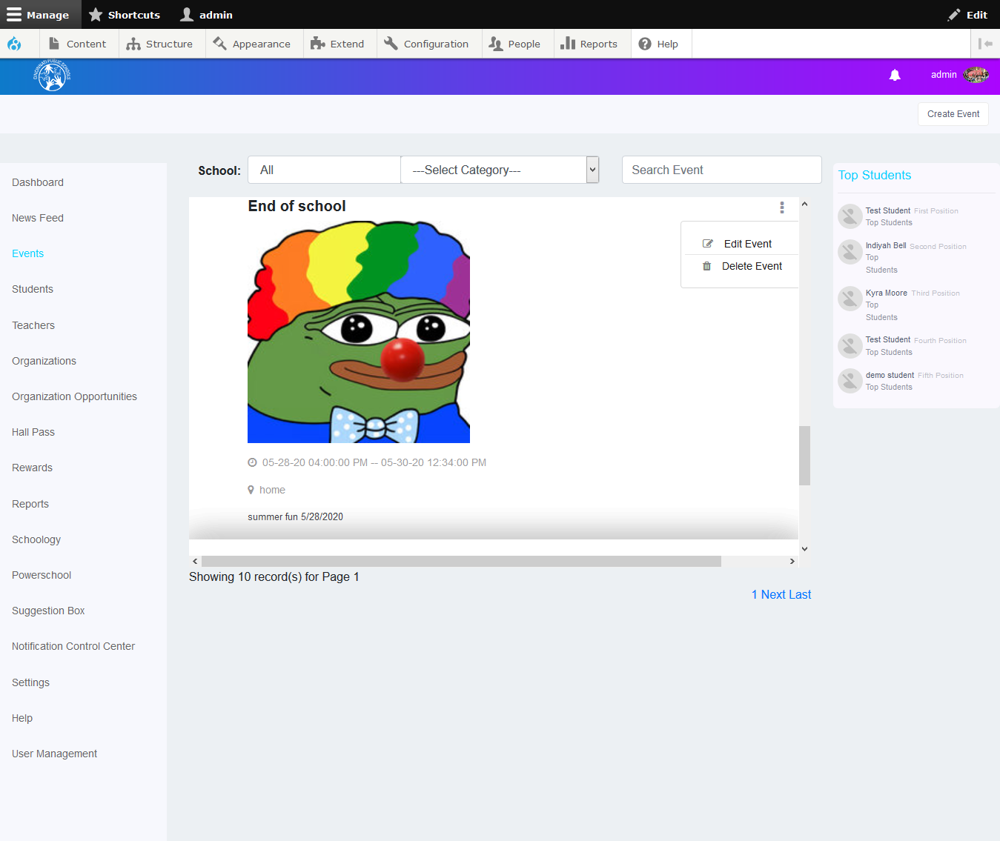 Manage Shortcuts admin Edit
Content Structure Appearance Extend Configuration People Reports Help
CINCINNATI PUBLIC SCHOOLS
admin
Create Event
School: All ---Select Category--- Search Event
Dashboard
News Feed
Events
Students
Teachers
Organizations
Organization Opportunities
Hall Pass
Rewards
Reports
Schoology
Powerschool
Suggestion Box
Notification Control Center
Settings
Help
User Management
End of school
Edit Event
Delete Event
05-28-20 04:00:00 PM -- 05-30-20 12:34:00 PM
home
summer fun 5/28/2020
Showing 10 record(s) for Page 1
1 Next Last
Top Students
Test Student First Position
Top Students
Indiyah Bell Second Position
Top
Students
Kyra Moore Third Position
Top
Students
Test Student Fourth Position
Top Students
demo student Fifth Position
Top Students